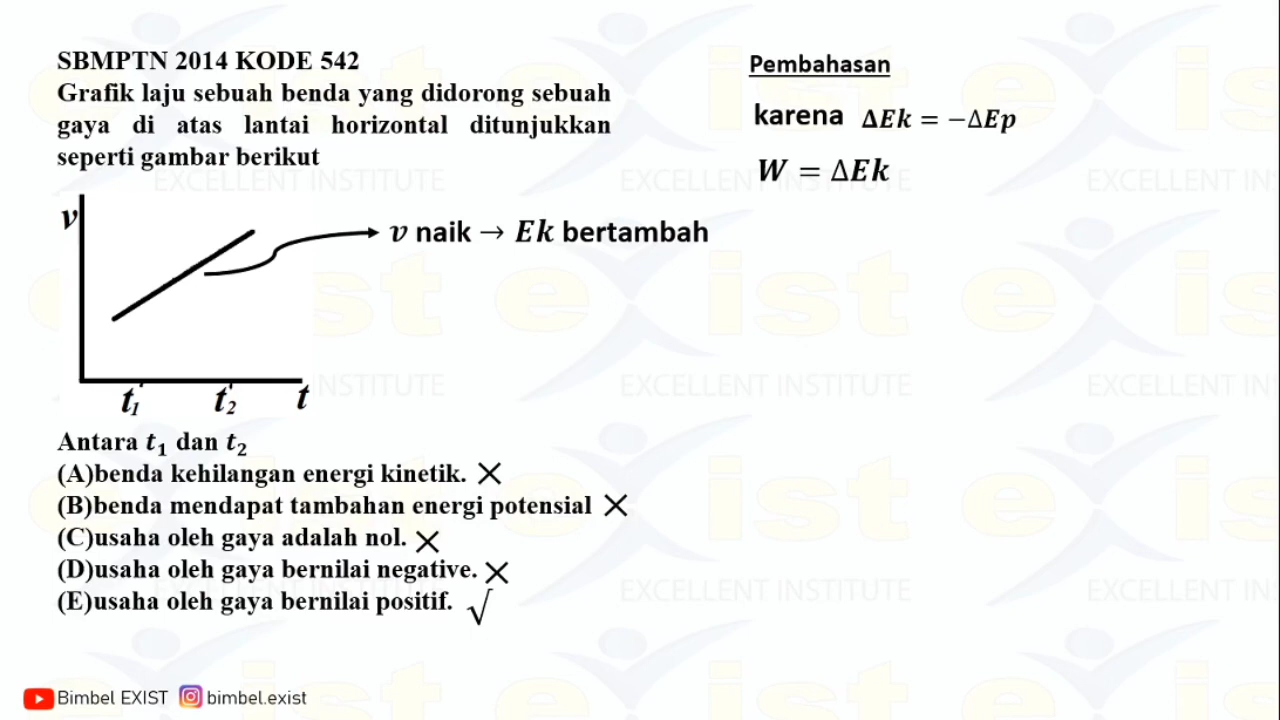 SBMPTN 2014 KODE 542
Grafik laju sebuah benda yang didorong sebuah
gaya di atas lantai horizontal ditunjukkan
seperti gambar berikut
v
v naik → Ek bertambah
t₁ t₂ t
Antara t₁ dan t₂
(A)benda kehilangan energi kinetik. ×
(B)benda mendapat tambahan energi potensial ×
(C)usaha oleh gaya adalah nol. ×
(D)usaha oleh gaya bernilai negative. ×
(E)usaha oleh gaya bernilai positif. √
Pembahasan
karena ΔEk = −ΔEp
W = ΔEk
Bimbel EXIST bimbel.exist
exist
EXCELLENT INSTITUTE